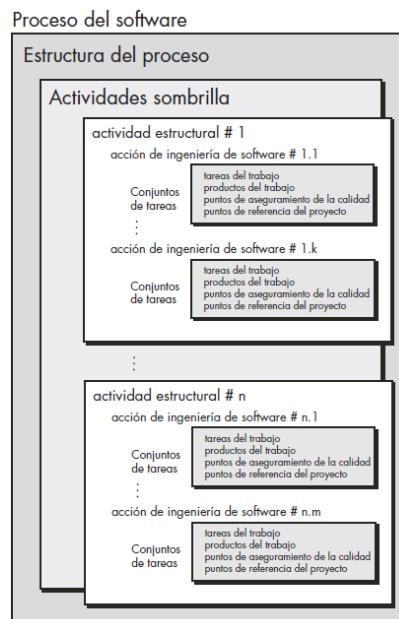 Proceso del software
Estructura del proceso
Actividades sombrilla
actividad estructural # 1
acción de ingeniería de software # 1.1
Conjuntos
de tareas
tareas del trabajo
productos del trabajo
puntos de aseguramiento de la calidad
puntos de referencia del proyecto
acción de ingeniería de software # 1.k
Conjuntos
de tareas
tareas del trabajo
productos del trabajo
puntos de aseguramiento de la calidad
puntos de referencia del proyecto
actividad estructural # n
acción de ingeniería de software # n.1
Conjuntos
de tareas
tareas del trabajo
productos del trabajo
puntos de aseguramiento de la calidad
puntos de referencia del proyecto
acción de ingeniería de software # n.m
Conjuntos
de tareas
tareas del trabajo
productos del trabajo
puntos de aseguramiento de la calidad
puntos de referencia del proyecto